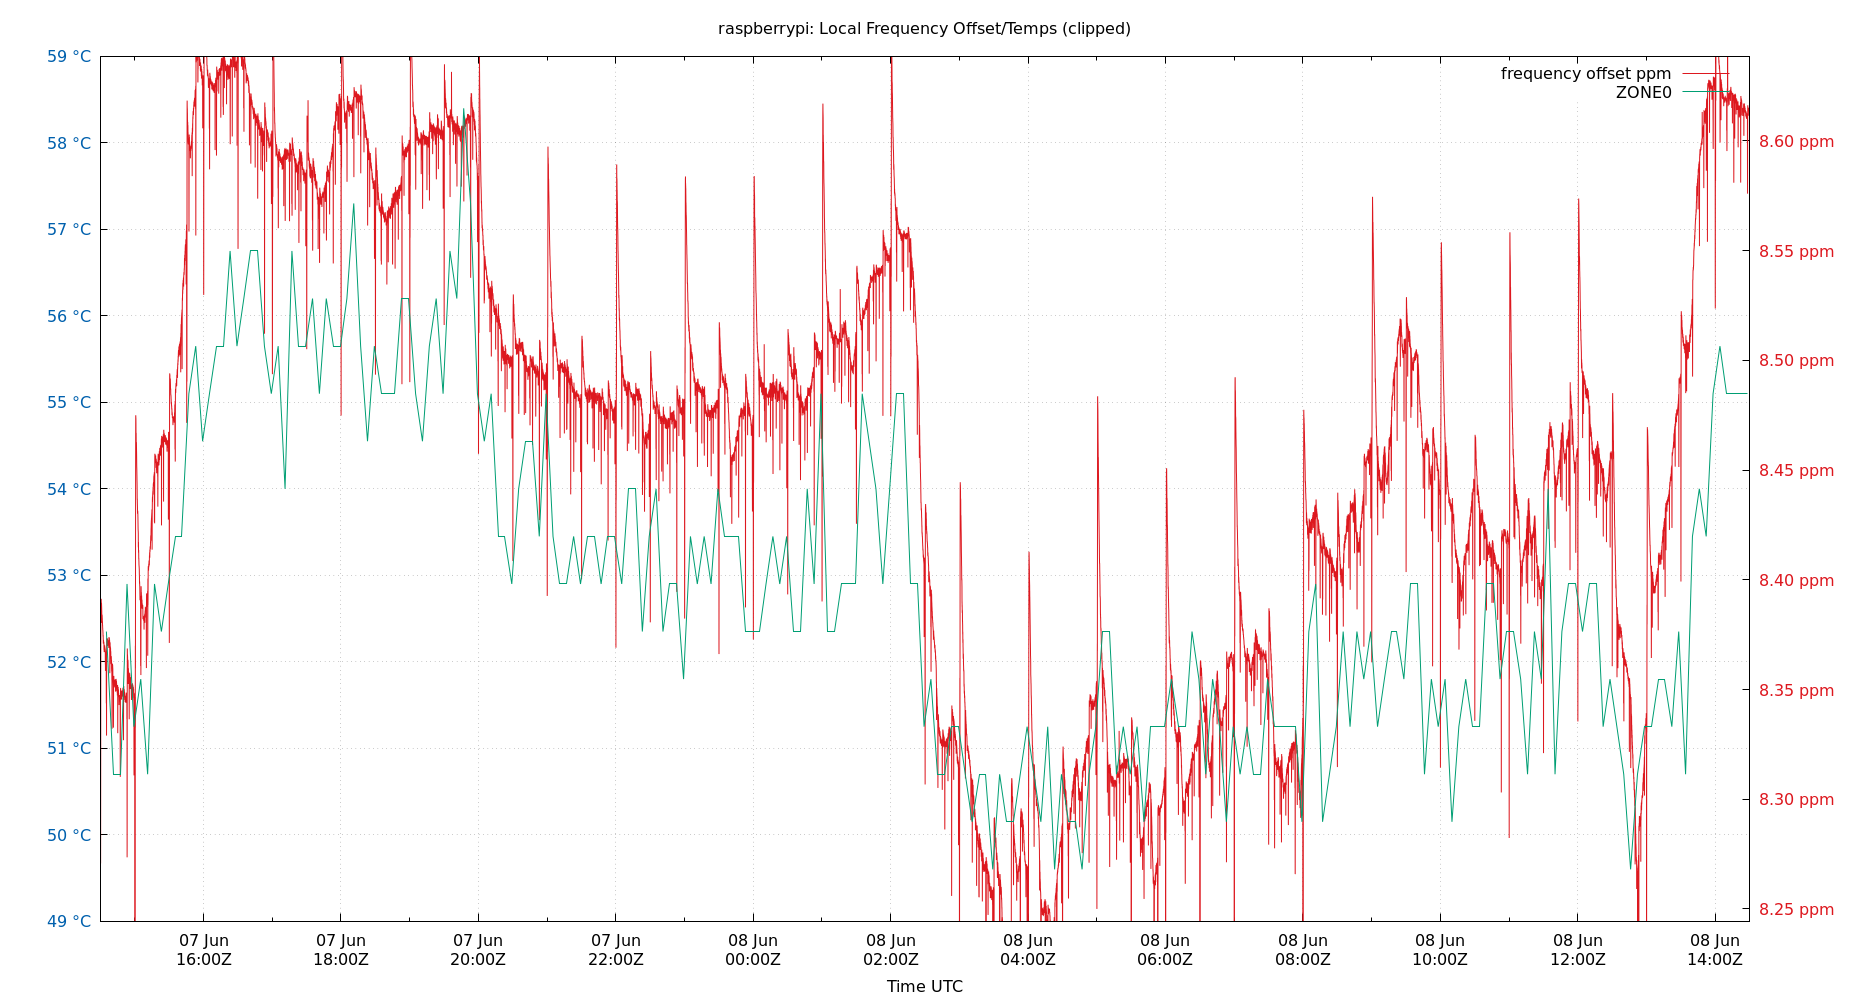 raspberrypi: Local Frequency Offset/Temps (clipped)
59 °C
58 °C
57 °C
56 °C
55 °C
54 °C
53 °C
52 °C
51 °C
50 °C
49 °C
frequency offset ppm
ZONE0
8.60 ppm
8.55 ppm
8.50 ppm
8.45 ppm
8.40 ppm
8.35 ppm
8.30 ppm
8.25 ppm
07 Jun
16:00Z
07 Jun
18:00Z
07 Jun
20:00Z
07 Jun
22:00Z
08 Jun
00:00Z
08 Jun
02:00Z
08 Jun
04:00Z
08 Jun
06:00Z
08 Jun
08:00Z
08 Jun
10:00Z
08 Jun
12:00Z
08 Jun
14:00Z
Time UTC